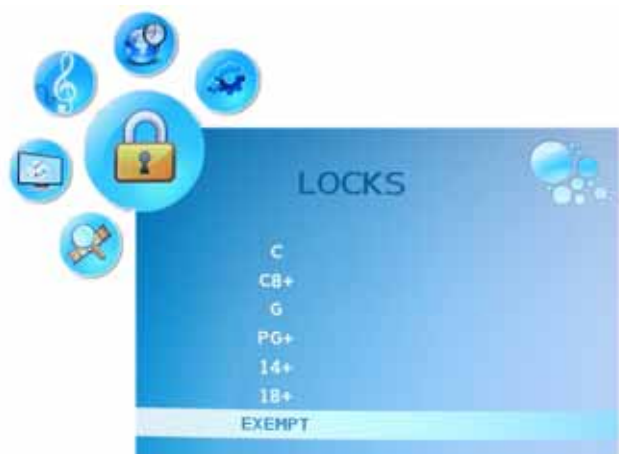 LOCKS
C
C8+
G
PG+
14+
18+
EXEMPT